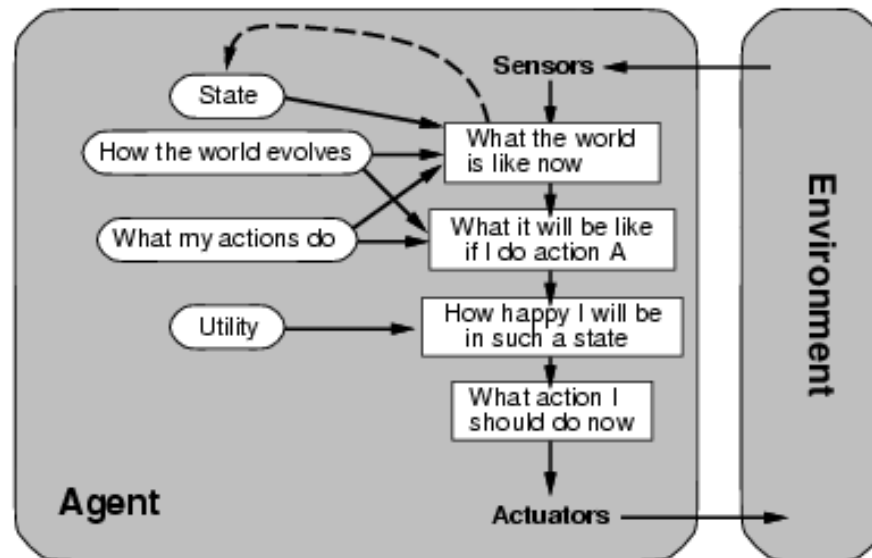 Sensors
State
What the world
is like now
How the world evolves
What it will be like
if I do action A
What my actions do
How happy I will be
in such a state
Utility
What action I
should do now
Agent
Actuators
Environment